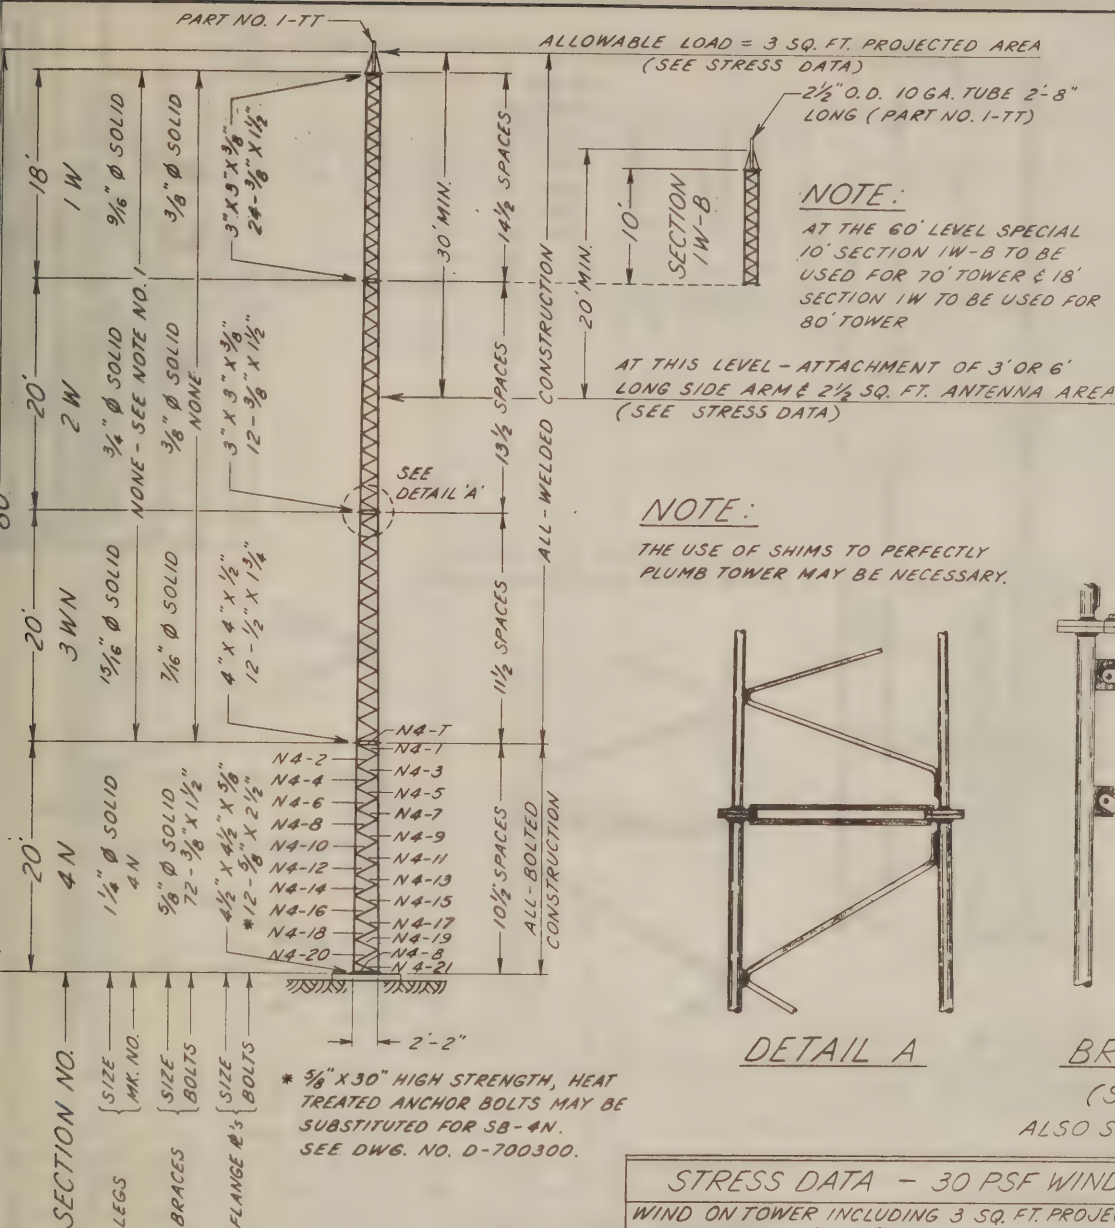 PART NO. 1-TT
ALLOWABLE LOAD = 3 SQ. FT. PROJECTED AREA
(SEE STRESS DATA)
2½" O.D. 10 GA. TUBE 2'-8"
LONG (PART NO. 1-TT)
NOTE:
AT THE 60' LEVEL SPECIAL
10' SECTION 1W-B TO BE
USED FOR 70' TOWER & 18'
SECTION 1W TO BE USED FOR
80' TOWER
10'
SECTION
1W-B
20' MIN.
30' MIN.
AT THIS LEVEL - ATTACHMENT OF 3' OR 6'
LONG SIDE ARM & 2½ SQ. FT. ANTENNA AREA
(SEE STRESS DATA)
18'
1 W
9/16" Ø SOLID
3/8" Ø SOLID
3" X 3" X 3/8"
24-3/8" X 1½"
14½ SPACES
20'
2 W
3/4" Ø SOLID
NONE - SEE NOTE NO. 1
3/8" Ø SOLID
NONE
3" X 3" X 3/8"
12-3/8" X 1½"
13½ SPACES
ALL-WELDED CONSTRUCTION
SEE
DETAIL 'A'
20'
3 WN
15/16" Ø SOLID
7/16" Ø SOLID
4" X 4" X ½"
12-½" X 1¾"
11½ SPACES
NOTE:
THE USE OF SHIMS TO PERFECTLY
PLUMB TOWER MAY BE NECESSARY.
20'
4 N
1¼" Ø SOLID
4 N
5/8" Ø SOLID
72-3/8" X 1½"
4½" X 4½" X 5/8"
*12-5/8" X 2½"
10½ SPACES
ALL-BOLTED
CONSTRUCTION
N4-T
N4-1
N4-2
N4-3
N4-4
N4-5
N4-6
N4-7
N4-8
N4-9
N4-10
N4-11
N4-12
N4-13
N4-14
N4-15
N4-16
N4-17
N4-18
N4-19
N4-20
N4-B
N4-21
2'-2"
SECTION NO.
LEGS
SIZE
MK. NO.
BRACES
SIZE
BOLTS
FLANGE PL's
SIZE
BOLTS
* 5/8" X 30" HIGH STRENGTH, HEAT
TREATED ANCHOR BOLTS MAY BE
SUBSTITUTED FOR SB-4N.
SEE DWG. NO. D-700300.
DETAIL A
BR
(S
ALSO S
STRESS DATA - 30 PSF WIND
WIND ON TOWER INCLUDING 3 SQ. FT. PROJE